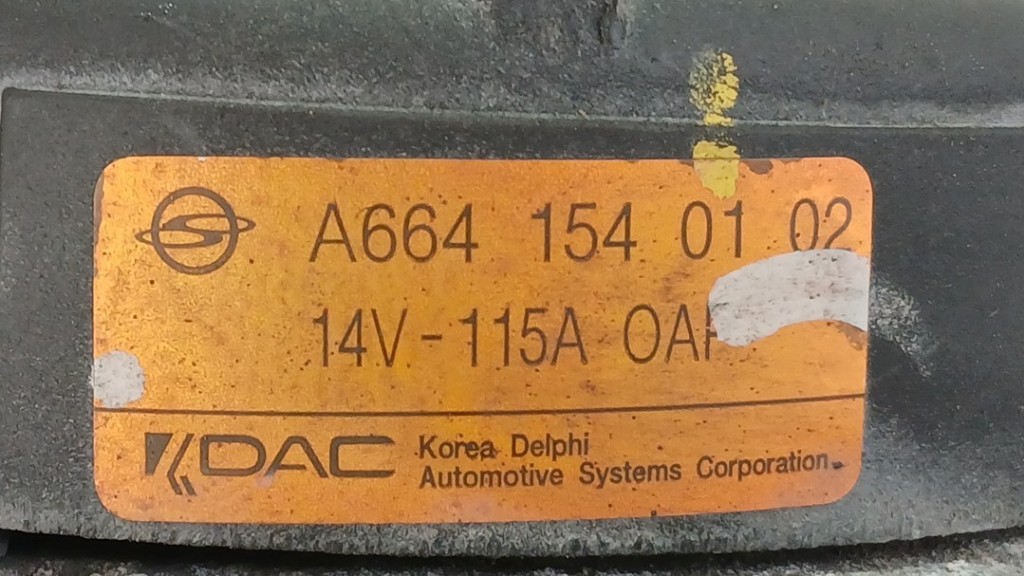 A664 154 01 02
14V-115A
KDAC
Korea Delphi
Automotive Systems Corporation.